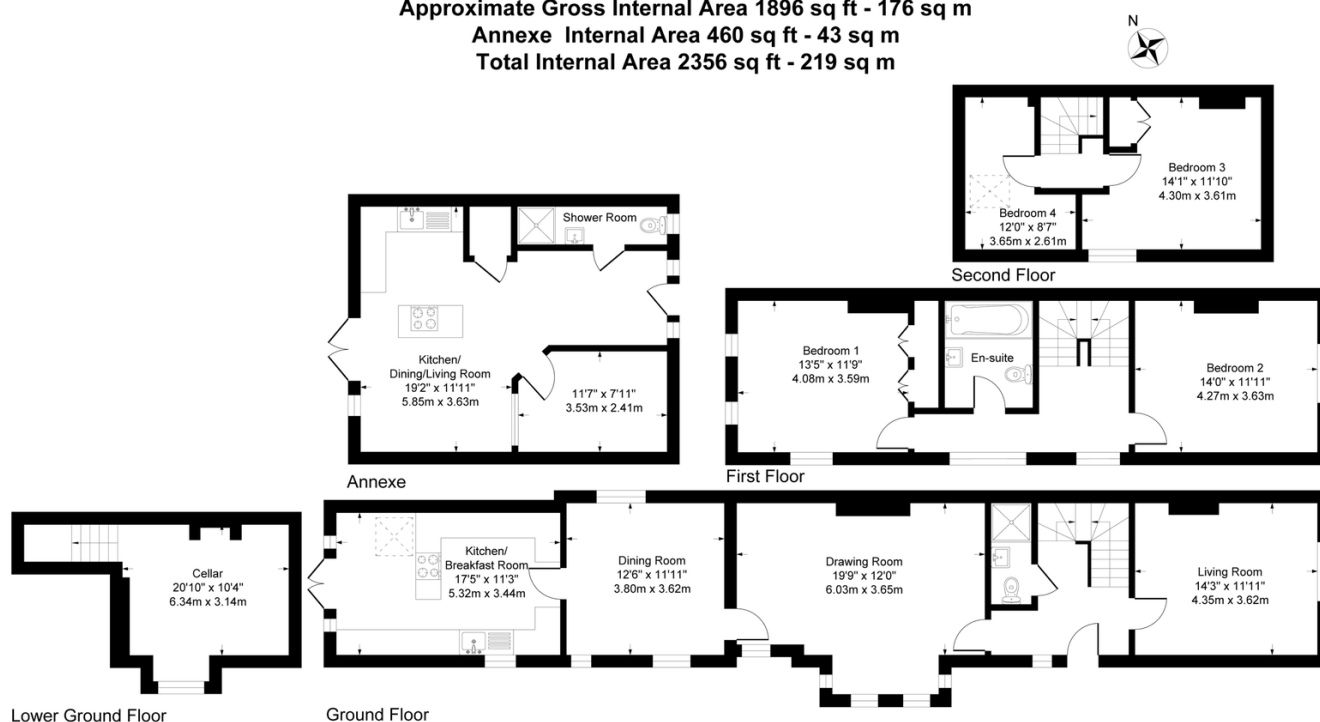 Approximate Gross Internal Area 1896 sq ft - 176 sq m
Annexe Internal Area 460 sq ft - 43 sq m
Total Internal Area 2356 sq ft - 219 sq m
N
Bedroom 3
14'1" x 11'10"
4.30m x 3.61m
Bedroom 4
12'0" x 8'7"
3.65m x 2.61m
Second Floor
Shower Room
Kitchen/
Dining/Living Room
19'2" x 11'11"
5.85m x 3.63m
11'7" x 7'11"
3.53m x 2.41m
Annexe
Bedroom 1
13'5" x 11'9"
4.08m x 3.59m
En-suite
Bedroom 2
14'0" x 11'11"
4.27m x 3.63m
First Floor
Cellar
20'10" x 10'4"
6.34m x 3.14m
Lower Ground Floor
Kitchen/
Breakfast Room
17'5" x 11'3"
5.32m x 3.44m
Dining Room
12'6" x 11'11"
3.80m x 3.62m
Drawing Room
19'9" x 12'0"
6.03m x 3.65m
Living Room
14'3" x 11'11"
4.35m x 3.62m
Ground Floor